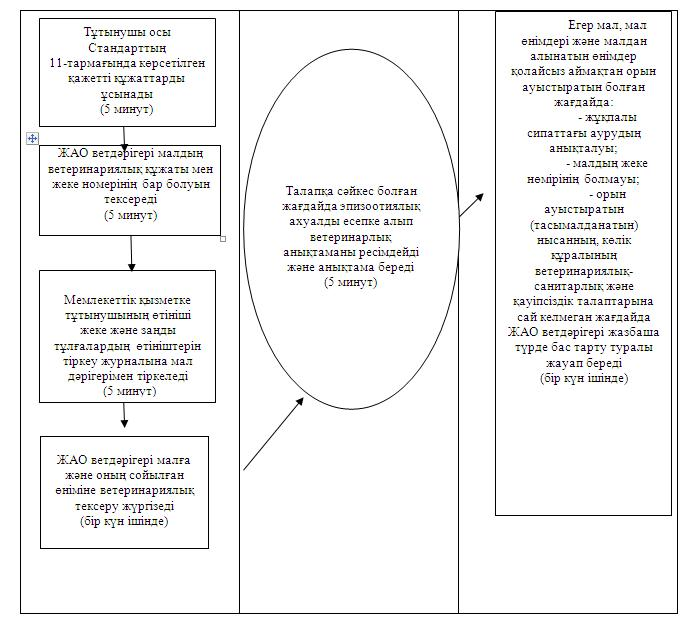 Тұтынушы осы
Стандарттың
11-тармағында көрсетілген
қажетті құжаттарды
ұсынады
(5 минут)
ЖАО ветдәрігері малдың
ветеринариялық құжаты мен
жеке номерінің бар болуын
тексереді
(5 минут)
Мемлекеттік қызметке
тұтынушының өтініші
жеке және заңды
тұлғалардың өтініштерін
тіркеу журналына мал
дәрігерімен тіркеледі
(5 минут)
ЖАО ветдәрігері малға
және оның сойылған
өніміне ветеринариялық
тексеру жүргізеді
(бір күн ішінде)
Талапқа сәйкес болған
жағдайда эпизоотиялық
ахуалды есепке алып
ветеринарлық
анықтаманы ресімдейді
және анықтама береді
(5 минут)
Егер мал, мал
өнімдері және малдан
алынатын өнімдер
қолайсыз аймақтан орын
ауыстыратын болған
жағдайда:
- жұқпалы
сипаттағы аурудың
анықталуы;
- малдың жеке
нөмірінің болмауы;
- орын
ауыстыратын
(тасымалданатын)
нысанның, көлік
құралының
ветеринариялық-
санитарлық және
қауіпсіздік талаптарына
сай келмеган жағдайда
ЖАО ветдәрігері жазбаша
түрде бас тарту туралы
жауап береді
(бір күн ішінде)